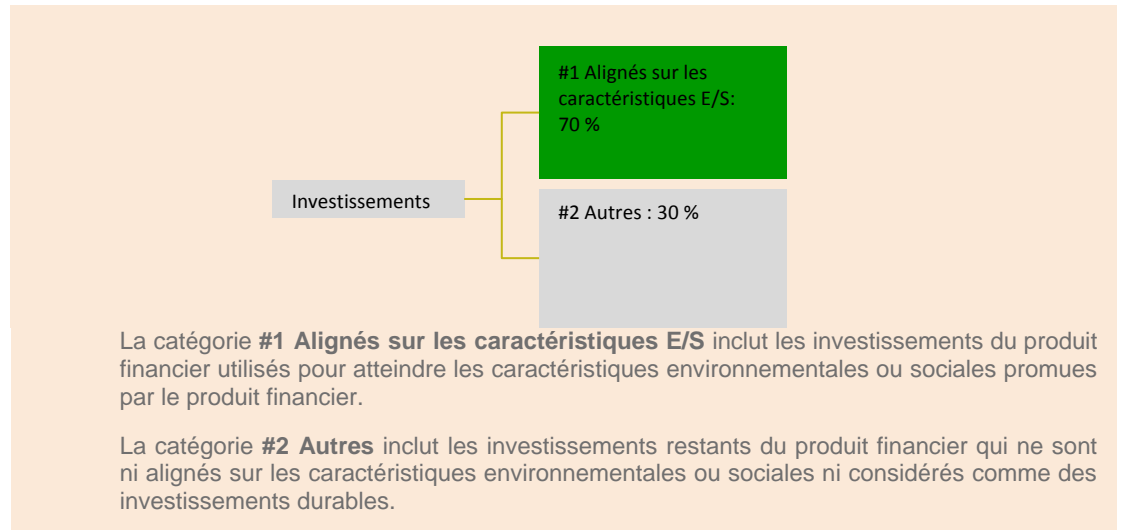 #1 Alignés sur les
caractéristiques E/S:
70 %
Investissements
#2 Autres : 30 %
La catégorie #1 Alignés sur les caractéristiques E/S inclut les investissements du produit
financier utilisés pour atteindre les caractéristiques environnementales ou sociales promues
par le produit financier.
La catégorie #2 Autres inclut les investissements restants du produit financier qui ne sont
ni alignés sur les caractéristiques environnementales ou sociales ni considérés comme des
investissements durables.